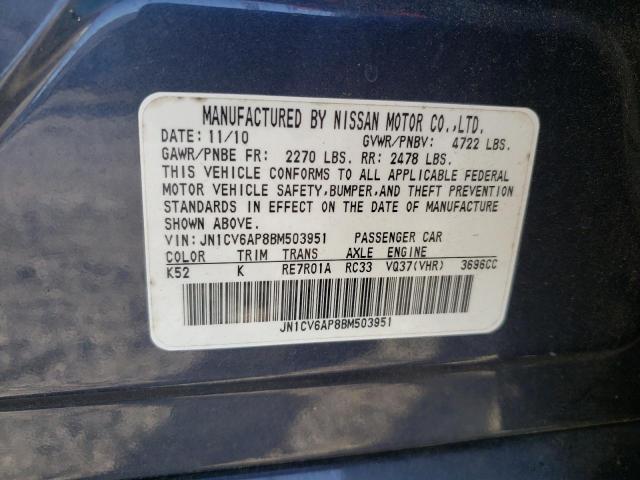 MANUFACTURED BY NISSAN MOTOR CO.,LTD.
DATE: 11/10 GVWR/PNBV: 4722 LBS.
GAWR/PNBE FR: 2270 LBS. RR: 2478 LBS.
THIS VEHICLE CONFORMS TO ALL APPLICABLE FEDERAL
MOTOR VEHICLE SAFETY,BUMPER,AND THEFT PREVENTION
STANDARDS IN EFFECT ON THE DATE OF MANUFACTURE
SHOWN ABOVE.
VIN: JN1CV6AP8BM503951 PASSENGER CAR
COLOR TRIM TRANS AXLE ENGINE
K52 K RE7R01A RC33 VQ37(VHR) 3696CC
JN1CV6AP8BM503951